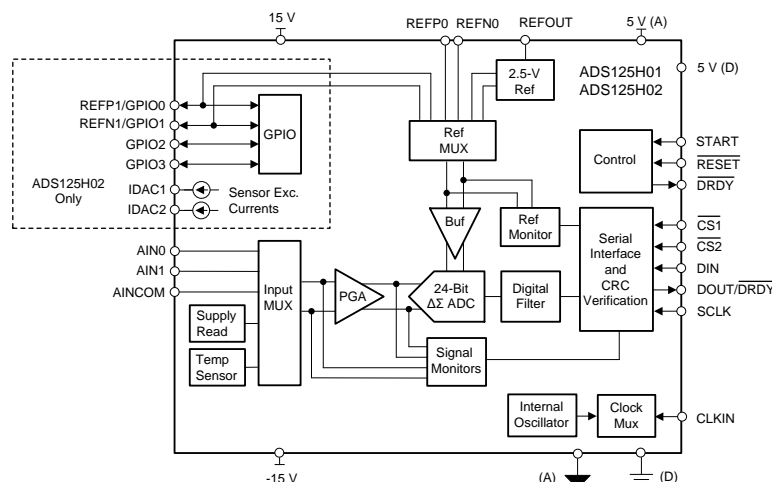 15 V
REFP0
REFN0
REFOUT
5 V (A)
2.5-V
Ref
ADS125H01
ADS125H02
5 V (D)
REFP1/GPIO0
REFN1/GPIO1
GPIO2
GPIO3
GPIO
Ref
MUX
Control
START
RESET
DRDY
ADS125H02
Only
IDAC1
IDAC2
Sensor Exc.
Currents
Buf
Ref
Monitor
Serial
Interface
and
CRC
Verification
CS1
CS2
DIN
DOUT/DRDY
SCLK
AIN0
AIN1
AINCOM
Input
MUX
PGA
24-Bit
ΔΣ ADC
Digital
Filter
Supply
Read
Temp
Sensor
Signal
Monitors
Internal
Oscillator
Clock
Mux
CLKIN
-15 V
(A)
(D)